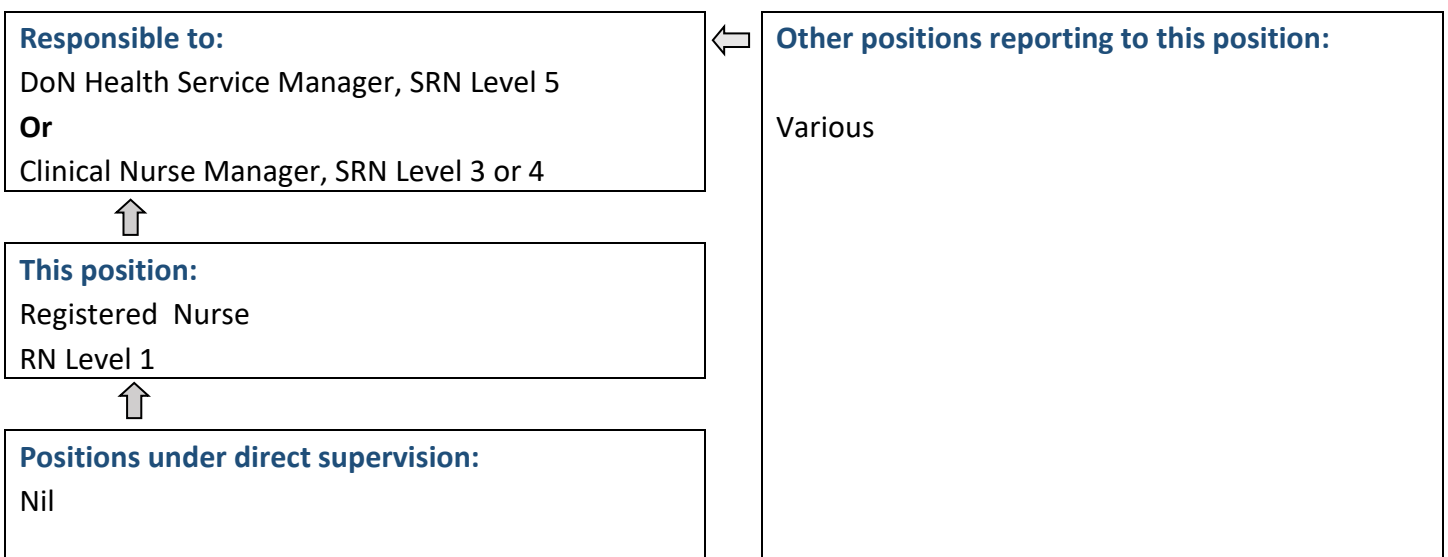 Responsible to:
DoN Health Service Manager, SRN Level 5
Or
Clinical Nurse Manager, SRN Level 3 or 4
This position:
Registered  Nurse
RN Level 1
Positions under direct supervision:
Nil
Other positions reporting to this position:
Various